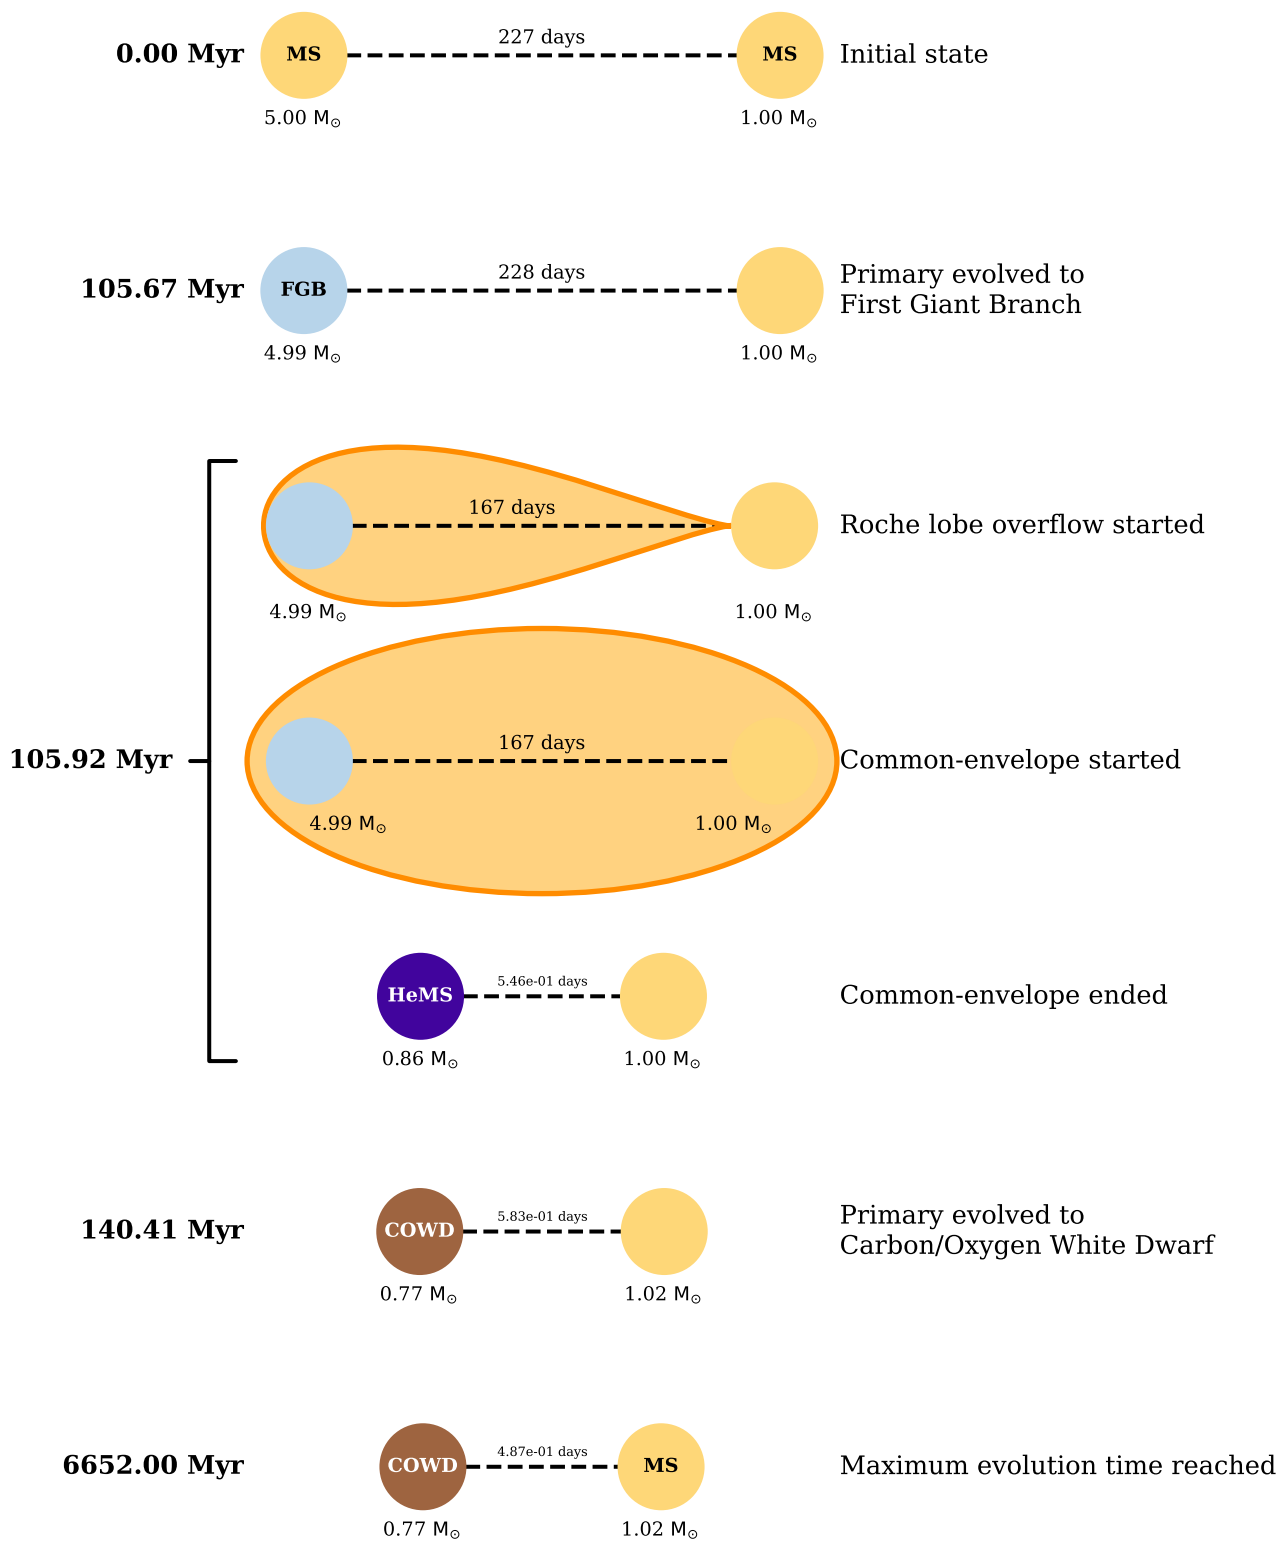 0.00 Myr
MS
227 days
MS
Initial state
5.00 M☉
1.00 M☉
105.67 Myr
FGB
228 days
Primary evolved to
First Giant Branch
4.99 M☉
1.00 M☉
167 days
Roche lobe overflow started
4.99 M☉
1.00 M☉
105.92 Myr
167 days
Common-envelope started
4.99 M☉
1.00 M☉
HeMS
5.46e-01 days
Common-envelope ended
0.86 M☉
1.00 M☉
140.41 Myr
COWD
5.83e-01 days
Primary evolved to
Carbon/Oxygen White Dwarf
0.77 M☉
1.02 M☉
6652.00 Myr
COWD
4.87e-01 days
MS
Maximum evolution time reached
0.77 M☉
1.02 M☉